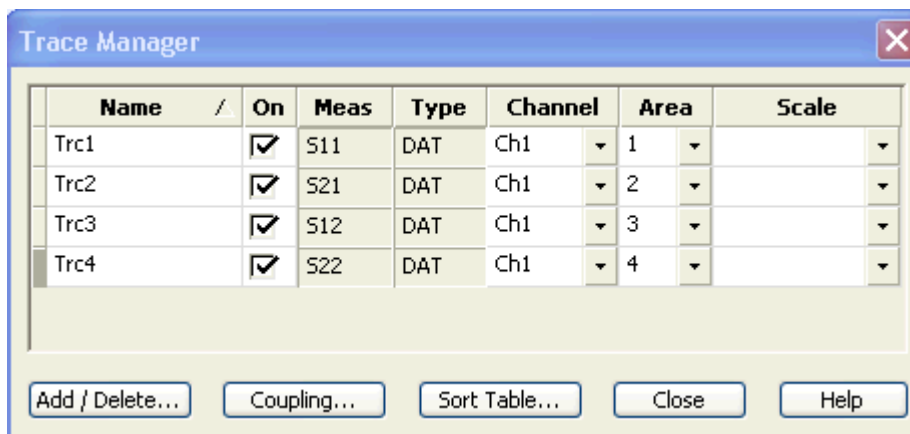 Trace Manager
Name On Meas Type Channel Area Scale
Trc1 S11 DAT Ch1 1
Trc2 S21 DAT Ch1 2
Trc3 S12 DAT Ch1 3
Trc4 S22 DAT Ch1 4
Add / Delete... Coupling... Sort Table... Close Help